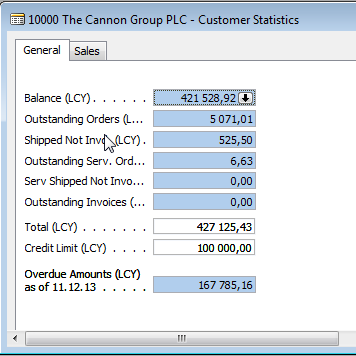 10000 The Cannon Group PLC - Customer Statistics
General Sales
Balance (LCY) . . . . . . 421 528,92
Outstanding Orders (L... 5 071,01
Shipped Not Invo (LCY) . 525,50
Outstanding Serv. Ord... 6,63
Serv Shipped Not Invo... 0,00
Outstanding Invoices (... 0,00
Total (LCY) . . . . . . . 427 125,43
Credit Limit (LCY) . . . . 100 000,00
Overdue Amounts (LCY)
as of 11.12.13 . . . . . 167 785,16